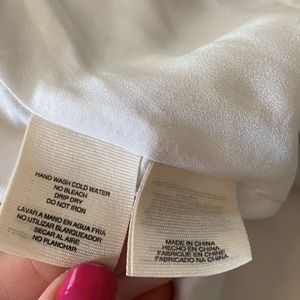 HAND WASH COLD WATER
NO BLEACH
DRIP DRY
DO NOT IRON
LAVAR A MANO EN AGUA FRIA
NO UTILIZAR BLANQUEADOR
SECAR AL AIRE
NO PLANCHAR
MADE IN CHINA
HECHO EN CHINA
FABRIQUE EN CHINE
FABRICADO NA CHINA